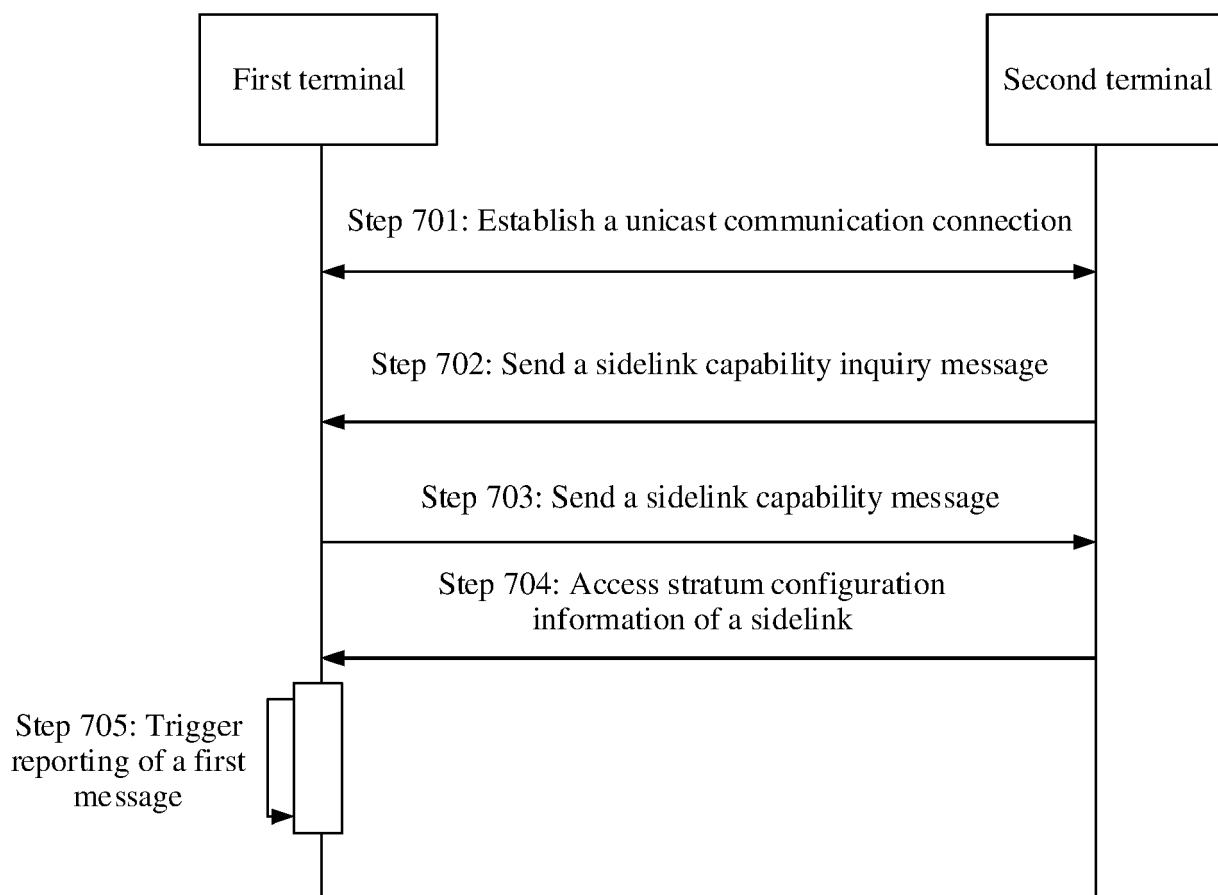 First terminal
Second terminal
Step 701: Establish a unicast communication connection
Step 702: Send a sidelink capability inquiry message
Step 703: Send a sidelink capability message
Step 704: Access stratum configuration
information of a sidelink
Step 705: Trigger
reporting of a first
message